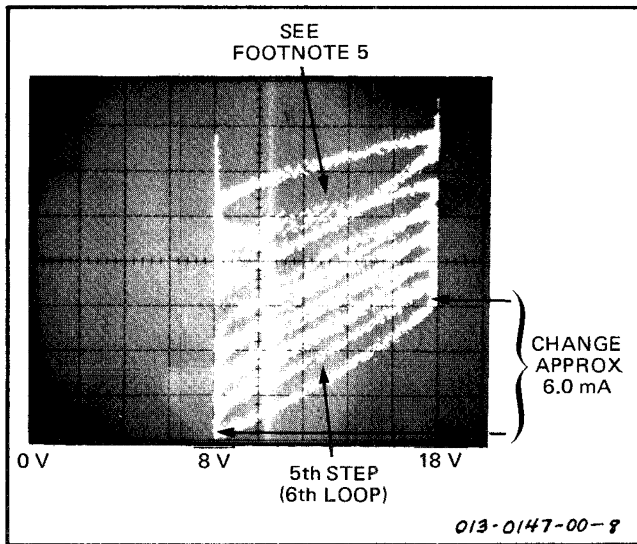 SEE
FOOTNOTE 5
CHANGE
APPROX
6.0 mA
0 V
8 V
18 V
5th STEP
(6th LOOP)
013-0147-00-8